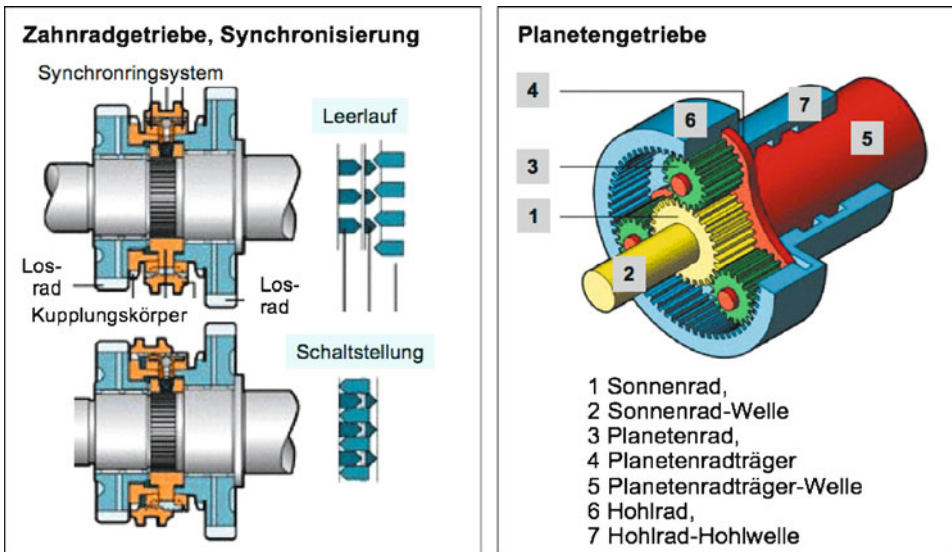 Zahnradgetriebe, Synchronisierung
Synchronringsystem
Leerlauf
Los-
rad
Los-
rad
Kupplungskörper
Schaltstellung
Planetengetriebe
4
7
6
5
3
1
2
1 Sonnenrad,
2 Sonnenrad-Welle
3 Planetenrad,
4 Planetenradträger
5 Planetenradträger-Welle
6 Hohlrad,
7 Hohlrad-Hohlwelle